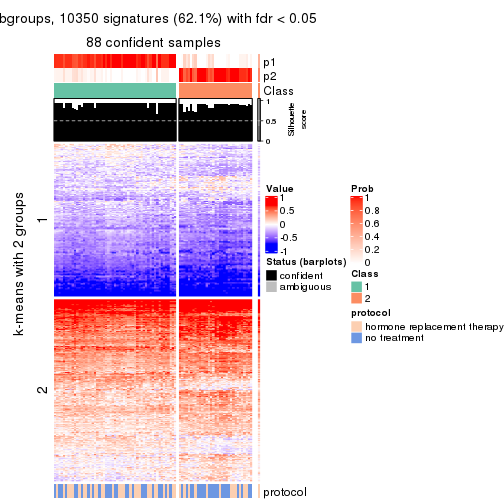 bgroups, 10350 signatures (62.1%) with fdr < 0.05
88 confident samples
p1
p2
Class
1
0.5
0
Silhouette
score
k-means with 2 groups
1
2
Value
1
0.5
0
-0.5
-1
Status (barplots)
confident
ambiguous
Prob
1
0.8
0.6
0.4
0.2
0
Class
1
2
protocol
hormone replacement therapy
no treatment
protocol